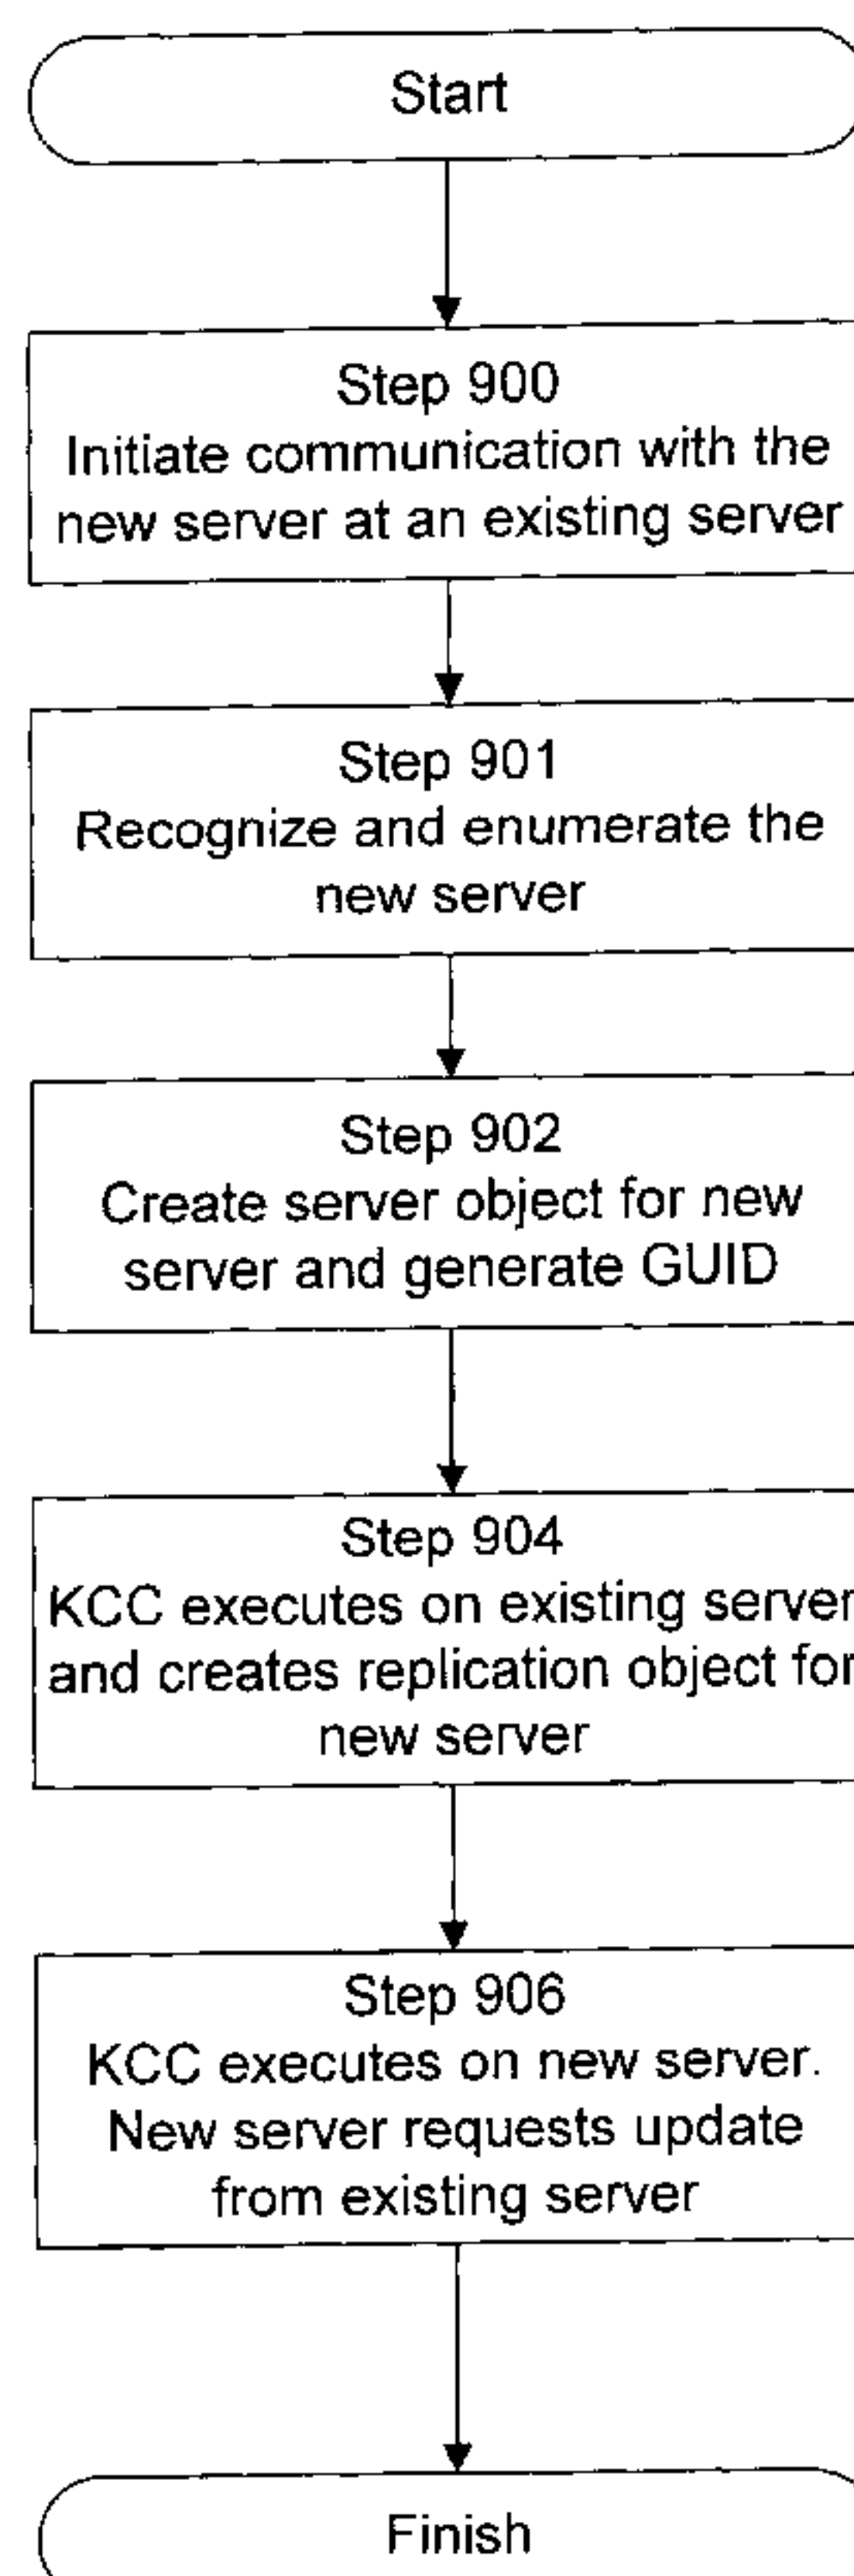 Start
Step 900
Initiate communication with the
new server at an existing server
Step 901
Recognize and enumerate the
new server
Step 902
Create server object for new
server and generate GUID
Step 904
KCC executes on existing server
and creates replication object for
new server
Step 906
KCC executes on new server.
New server requests update
from existing server
Finish